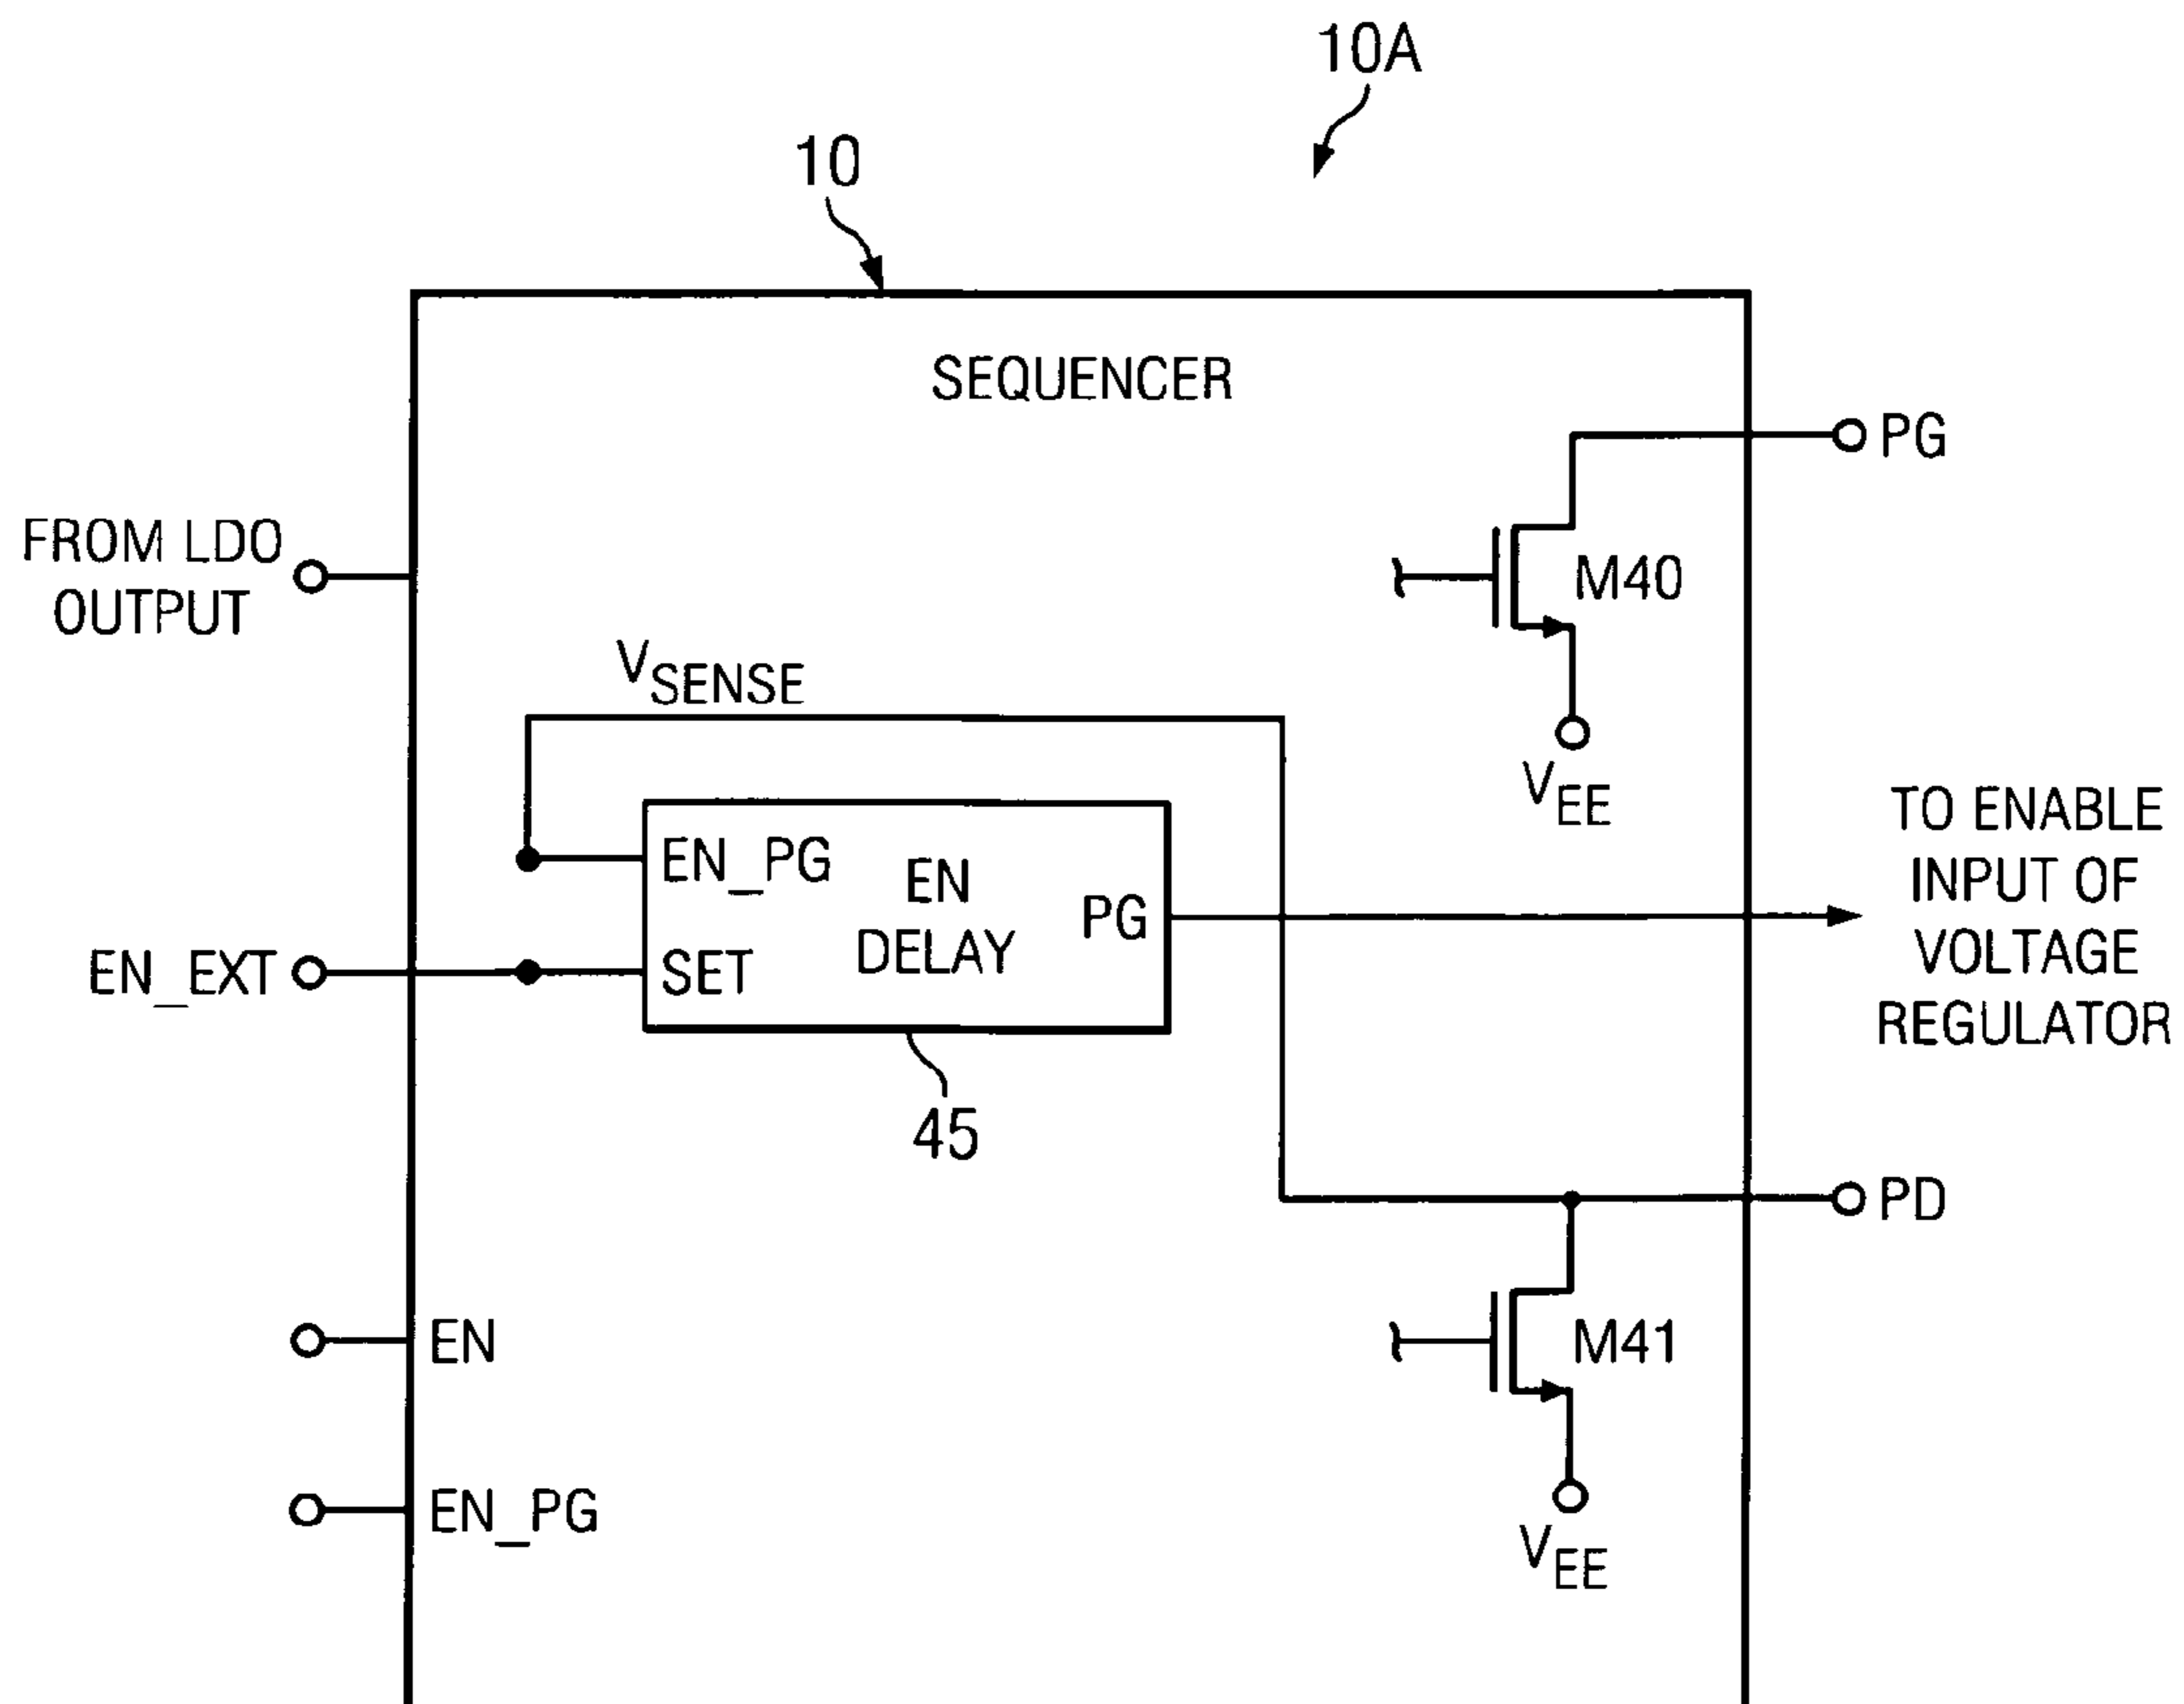 10A
10
SEQUENCER
PG
FROM LDO
OUTPUT
M40
VSENSE
VEE
EN_PG
EN
DELAY
PG
SET
EN_EXT
TO ENABLE
INPUT OF
VOLTAGE
REGULATOR
45
PD
EN
M41
EN_PG
VEE